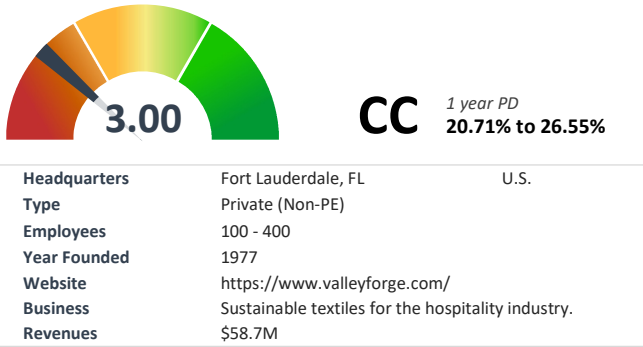 3.00
CC
1 year PD
20.71% to 26.55%
Headquarters Fort Lauderdale, FL U.S.
Type Private (Non-PE)
Employees 100 - 400
Year Founded 1977
Website https://www.valleyforge.com/
Business Sustainable textiles for the hospitality industry.
Revenues $58.7M